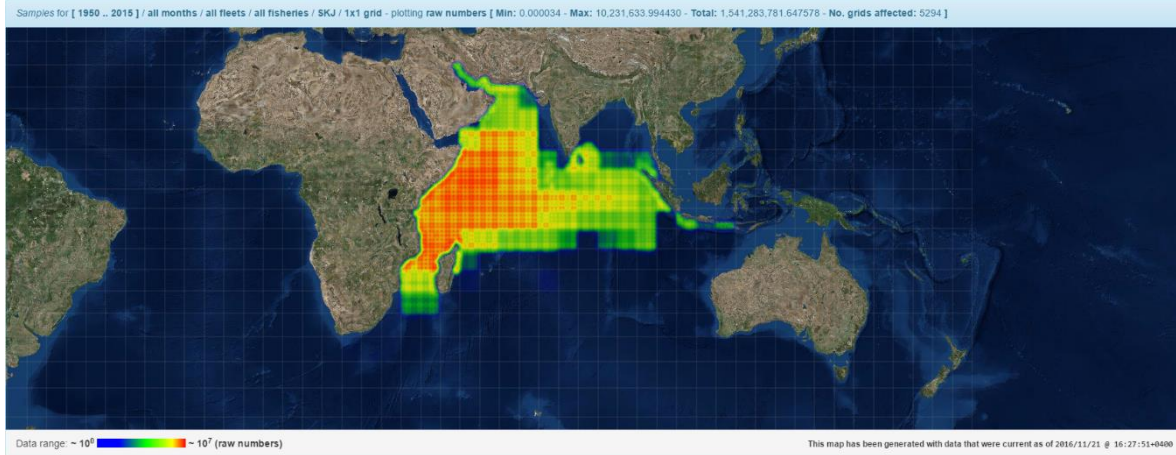 Samples for [ 1950 .. 2015 ] / all months / all fleets / all fisheries / SKJ / 1x1 grid - plotting raw numbers [ Min: 0.000034 - Max: 10,231,633.994430 - Total: 1,541,283,781.647578 - No. grids affected: 5294 ]
Data range: ~ 10⁰ ~ 10⁷ (raw numbers)
This map has been generated with data that were current as of 2016/11/21 @ 16:27:51+0400